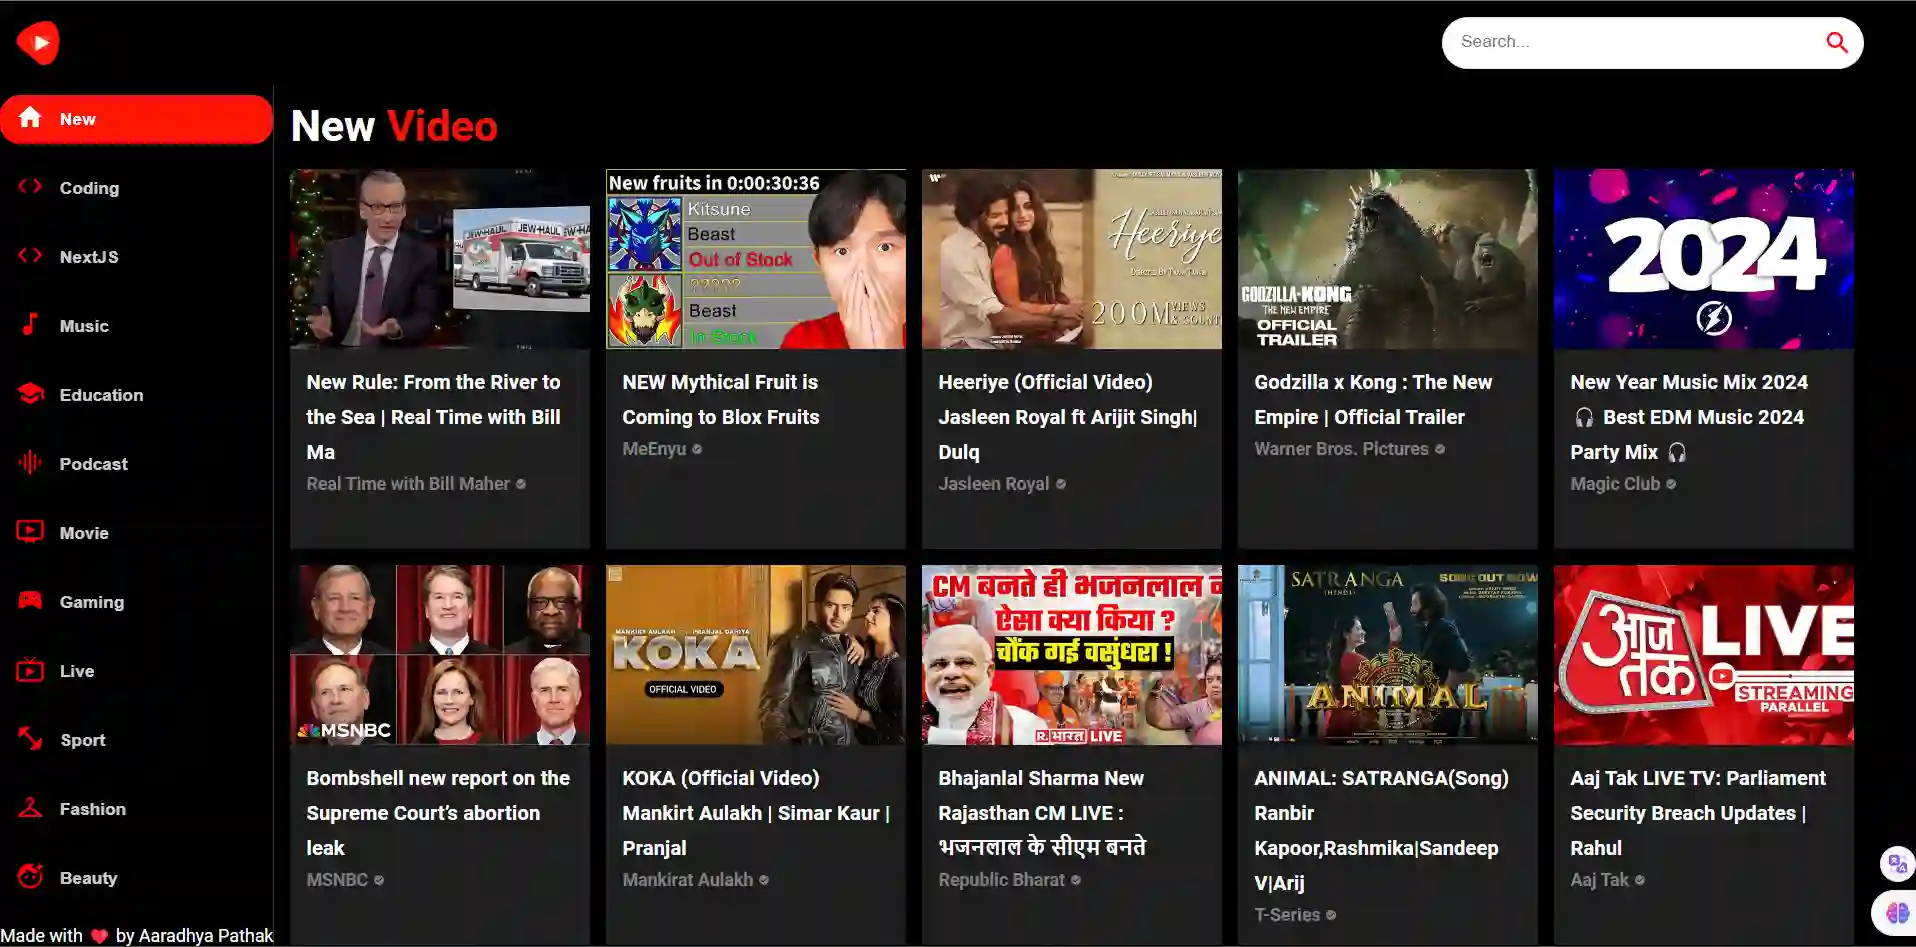 Search...
New
Coding
NextJS
Music
Education
Podcast
Movie
Gaming
Live
Sport
Fashion
Beauty
Made with ❤️ by Aaradhya Pathak
New Video
JEW-HAUL
New Rule: From the River to
the Sea | Real Time with Bill
Ma
Real Time with Bill Maher
New fruits in 0:00:30:36
Kitsune
Beast
Out of Stock
?????
Beast
In Stock
NEW Mythical Fruit is
Coming to Blox Fruits
MeEnyu
Heeriye
200M VIEWS
& COUNT
Heeriye (Official Video)
Jasleen Royal ft Arijit Singh|
Dulq
Jasleen Royal
GODZILLA x KONG
THE NEW EMPIRE
OFFICIAL
TRAILER
Godzilla x Kong : The New
Empire | Official Trailer
Warner Bros. Pictures
2024
New Year Music Mix 2024
🎧 Best EDM Music 2024
Party Mix 🎧
Magic Club
MSNBC
Bombshell new report on the
Supreme Court’s abortion
leak
MSNBC
MANKIRT AULAKH PRANJAL DAHIYA
KOKA
OFFICIAL VIDEO
KOKA (Official Video)
Mankirt Aulakh | Simar Kaur |
Pranjal
Mankirat Aulakh
CM बनते ही भजनलाल
ऐसा क्या किया ?
चौंक गई वसुंधरा !
R. भारत LIVE
Bhajanlal Sharma New
Rajasthan CM LIVE :
भजनलाल के सीएम बनते
Republic Bharat
SATRANGA
(HINDI)
SONG OUT NOW
ANIMAL
ANIMAL: SATRANGA(Song)
Ranbir
Kapoor,Rashmika|Sandeep
V|Arij
T-Series
आज
तक
LIVE
STREAMING
PARALLEL
Aaj Tak LIVE TV: Parliament
Security Breach Updates |
Rahul
Aaj Tak